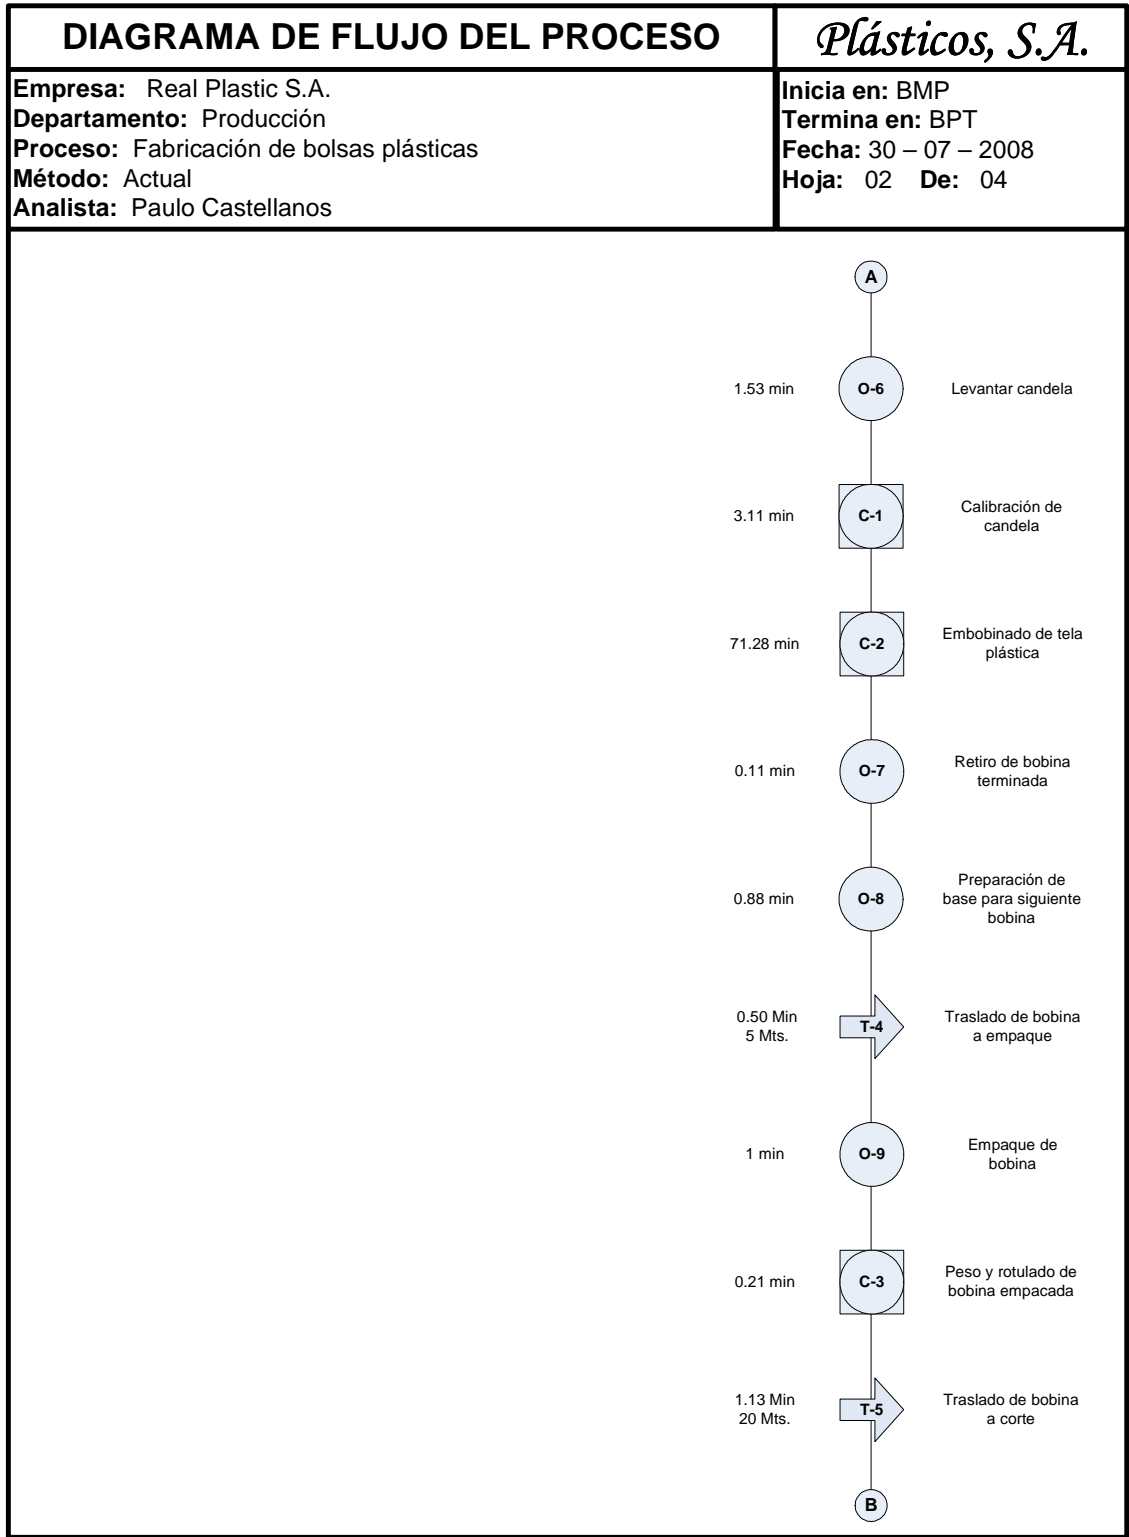 DIAGRAMA DE FLUJO DEL PROCESO
Plásticos, S.A.
Empresa: Real Plastic S.A.
Departamento: Producción
Proceso: Fabricación de bolsas plásticas
Método: Actual
Analista: Paulo Castellanos
Inicia en: BMP
Termina en: BPT
Fecha: 30 – 07 – 2008
Hoja: 02 De: 04
A
1.53 min
O-6
Levantar candela
3.11 min
C-1
Calibración de
candela
71.28 min
C-2
Embobinado de tela
plástica
0.11 min
O-7
Retiro de bobina
terminada
0.88 min
O-8
Preparación de
base para siguiente
bobina
0.50 Min
5 Mts.
T-4
Traslado de bobina
a empaque
1 min
O-9
Empaque de
bobina
0.21 min
C-3
Peso y rotulado de
bobina empacada
1.13 Min
20 Mts.
T-5
Traslado de bobina
a corte
B